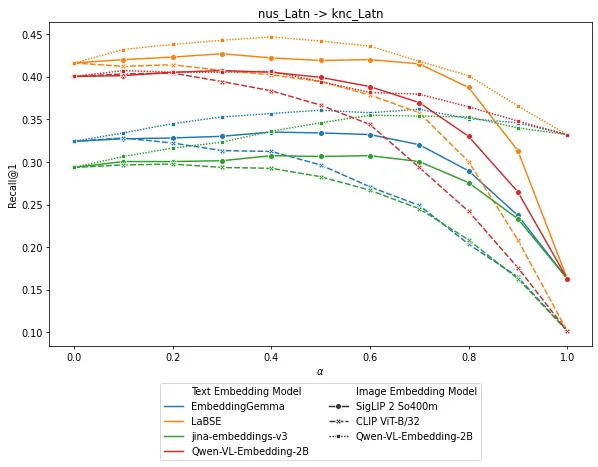 nus_Latn -> knc_Latn
Recall@1
0.45
0.40
0.35
0.30
0.25
0.20
0.15
0.10
0.0 0.2 0.4 0.6 0.8 1.0
α
Text Embedding Model Image Embedding Model
EmbeddingGemma SigLIP 2 So400m
LaBSE CLIP ViT-B/32
jina-embeddings-v3 Qwen-VL-Embedding-2B
Qwen-VL-Embedding-2B